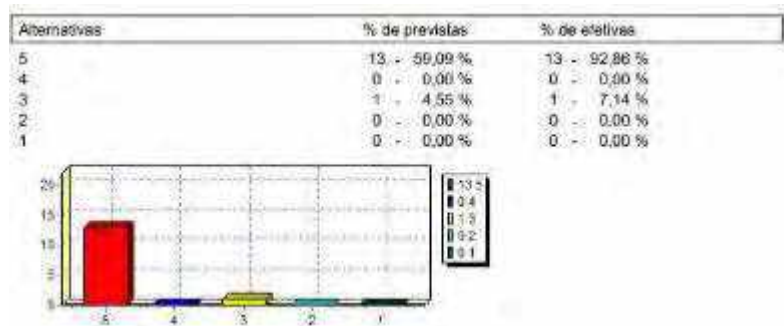 Alternativas % de previstas % de efetivas
5 13 - 59,09 % 13 - 92,86 %
4 0 - 0,00 % 0 - 0,00 %
3 1 - 4,55 % 1 - 7,14 %
2 0 - 0,00 % 0 - 0,00 %
1 0 - 0,00 % 0 - 0,00 %
20
15
10
5
0
5 4 3 2 1
13 5
0 4
1 3
0 2
0 1